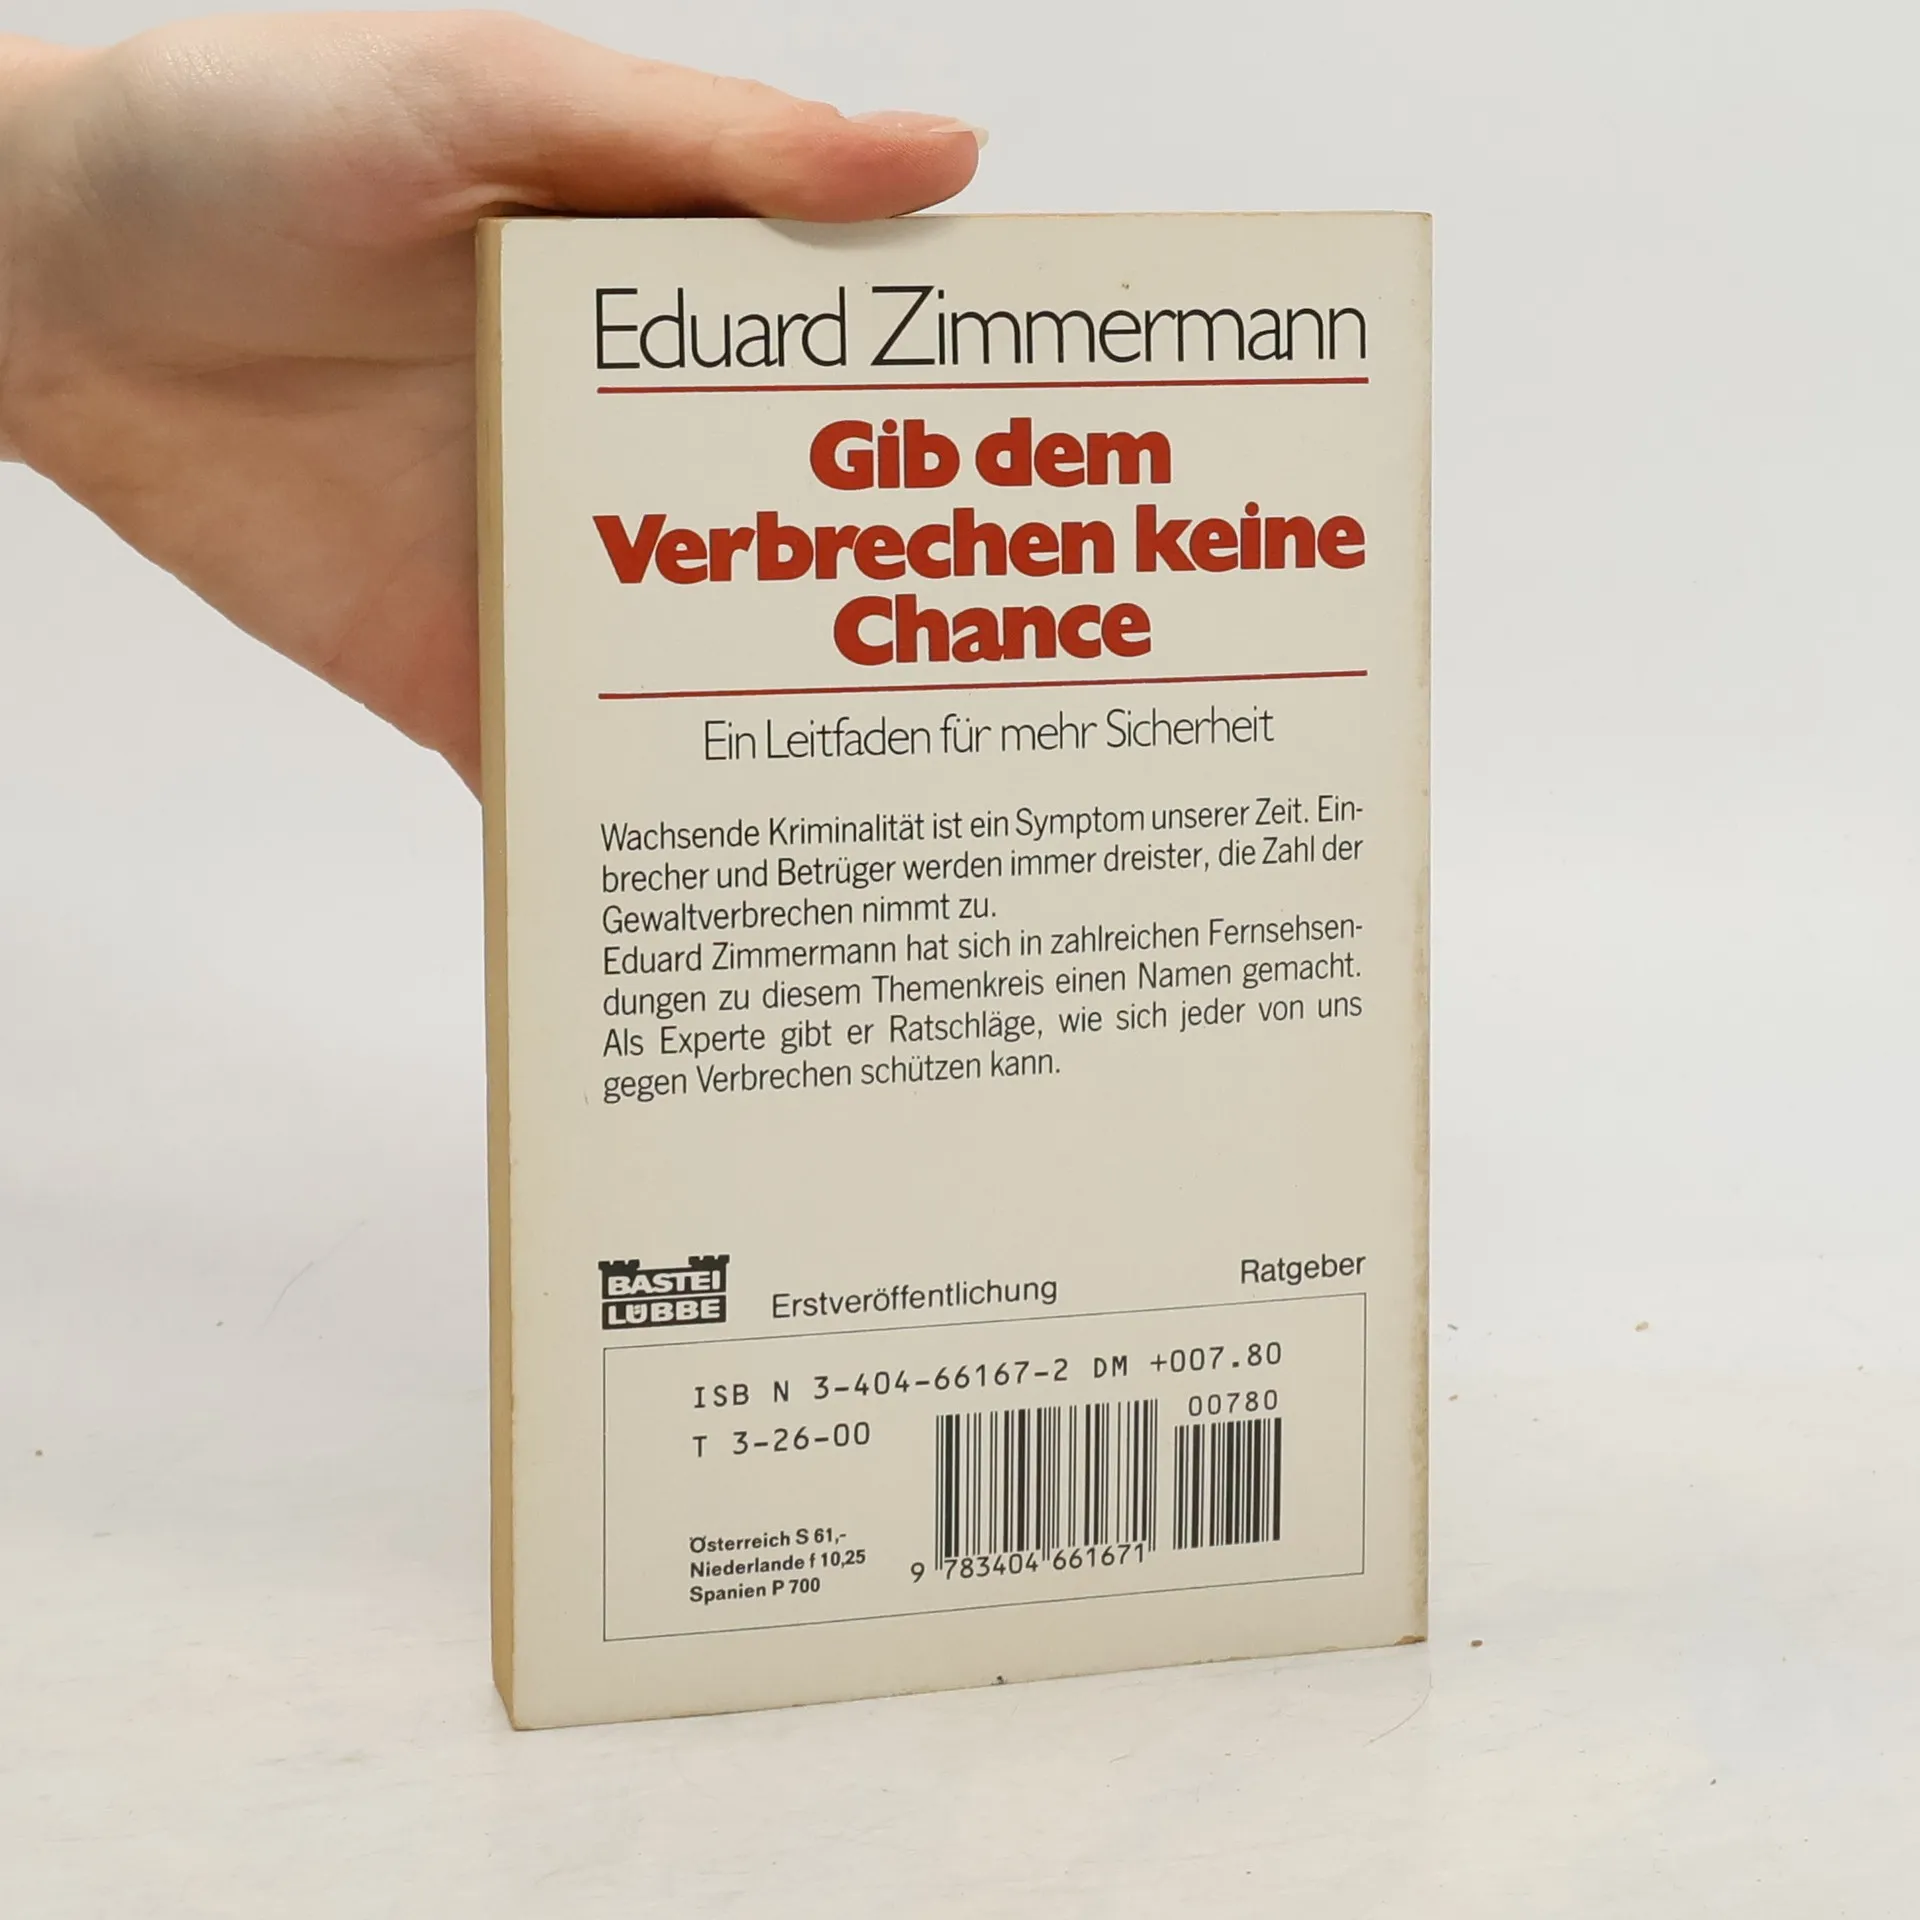 Eduard Zimmermann
Gib dem
Verbrechen keine
Chance
Ein Leitfaden für mehr Sicherheit
Wachsende Kriminalität ist ein Symptom unserer Zeit. Ein-
brecher und Betrüger werden immer dreister, die Zahl der
Gewaltverbrechen nimmt zu.
Eduard Zimmermann hat sich in zahlreichen Fernsehsen-
dungen zu diesem Themenkreis einen Namen gemacht.
Als Experte gibt er Ratschläge, wie sich jeder von uns
gegen Verbrechen schützen kann.
BASTEI
LÜBBE
Erstveröffentlichung
Ratgeber
ISB N 3-404-66167-2 DM +007.80
T 3-26-00
00780
Österreich S 61,-
Niederlande f 10,25
Spanien P 700
9 783404 661671